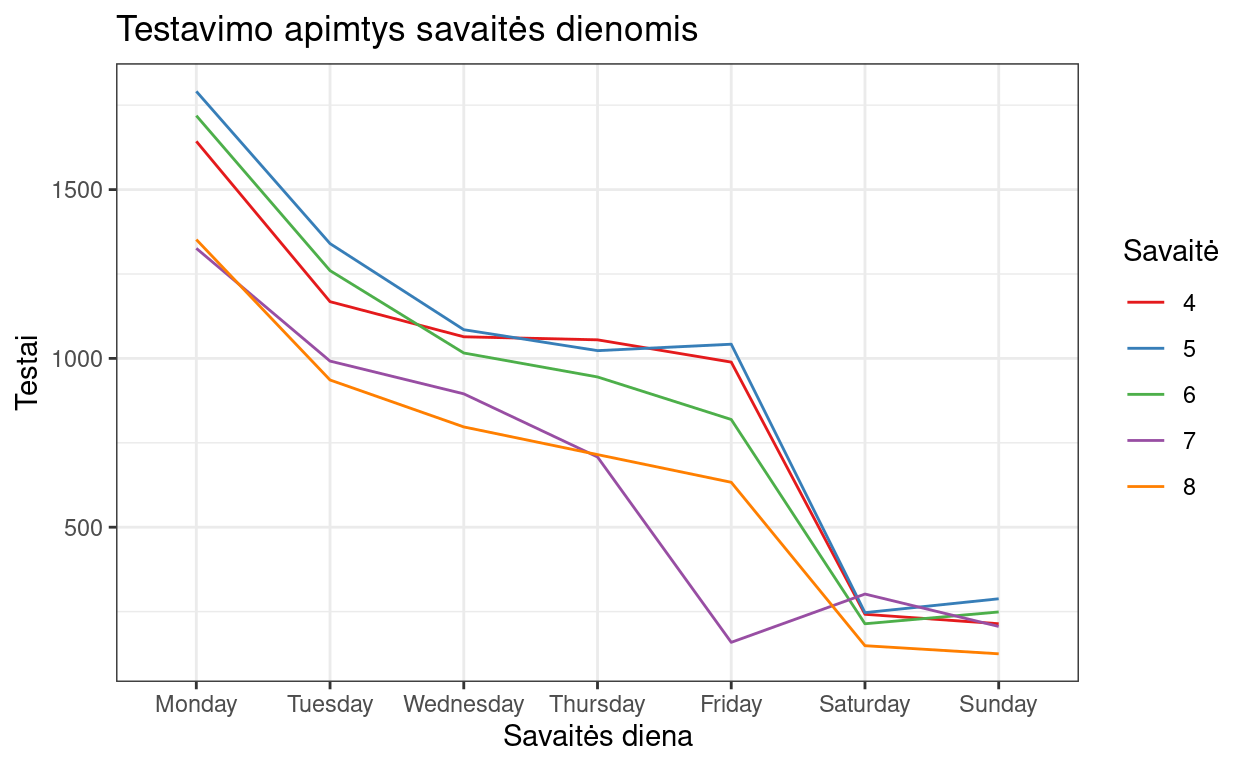 Testavimo apimtys savaitės dienomis
Testai
1500
1000
500
Monday Tuesday Wednesday Thursday Friday Saturday Sunday
Savaitės diena
Savaitė
4
5
6
7
8